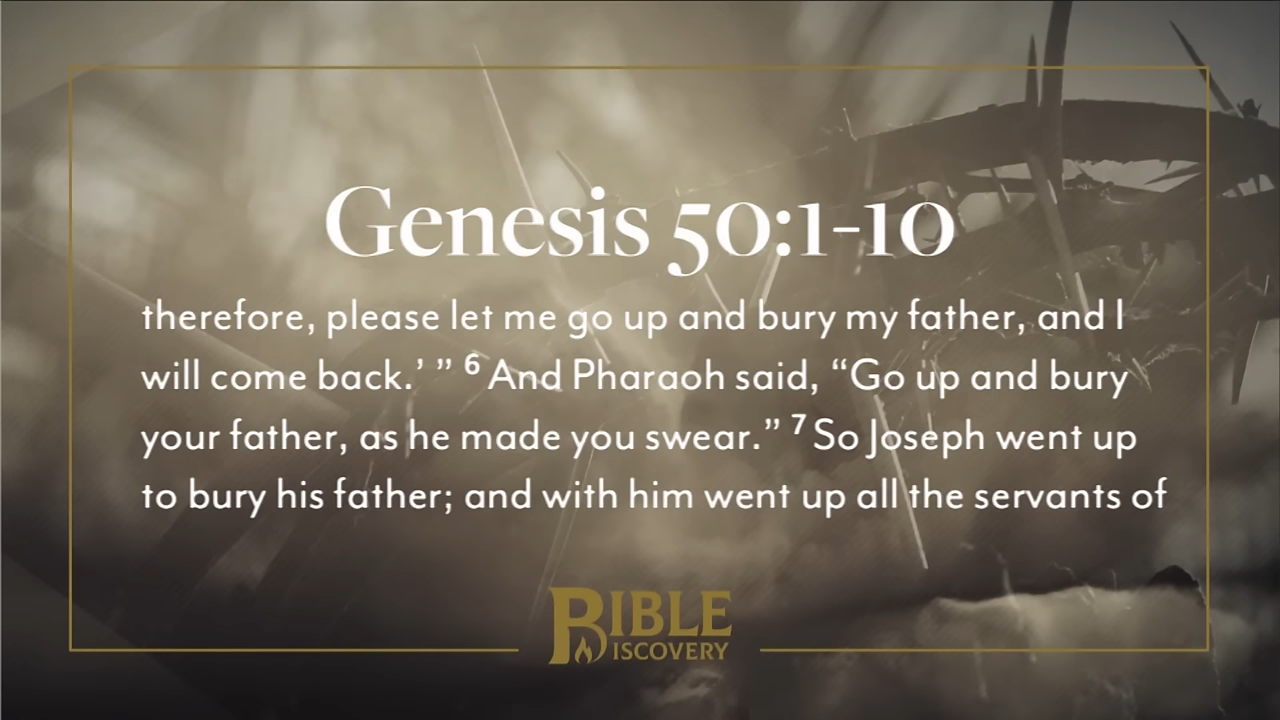 Genesis 50:1-10
therefore, please let me go up and bury my father, and I
will come back.’ ” ⁶ And Pharaoh said, “Go up and bury
your father, as he made you swear.” ⁷ So Joseph went up
to bury his father; and with him went up all the servants of
BIBLE
DISCOVERY